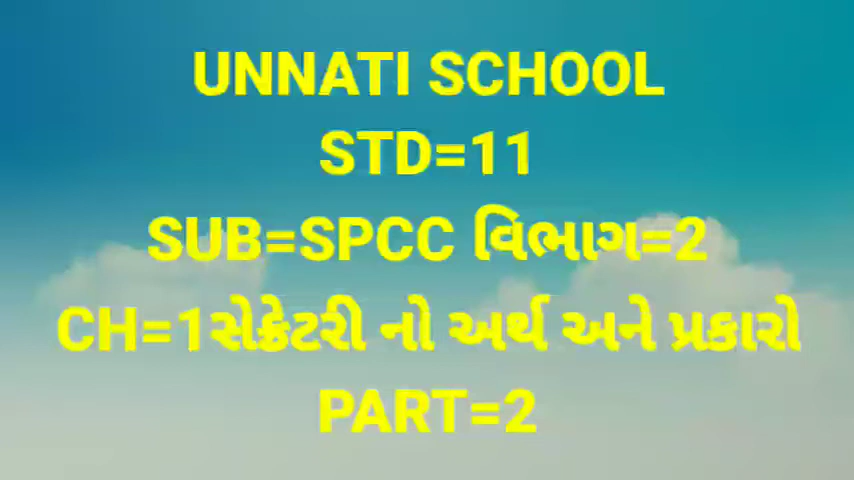 UNNATI SCHOOL
STD=11
SUB=SPCC વિભાગ=2
CH=1સેક્રેટરી નો અર્થ અને પ્રકારો
PART=2